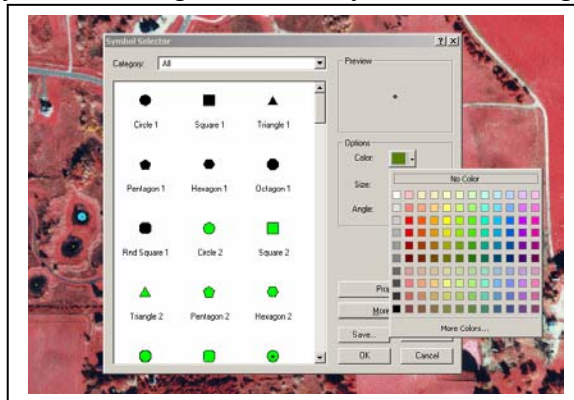 Symbol Selector
Category: All
Preview
Circle 1 Square 1 Triangle 1
Options
Color:
No Color
Pentagon 1 Hexagon 1 Octagon 1
Size:
Angle:
Rnd Square 1 Circle 2 Square 2
Triangle 2 Pentagon 2 Hexagon 2
More
More Colors...
Save...
OK Cancel